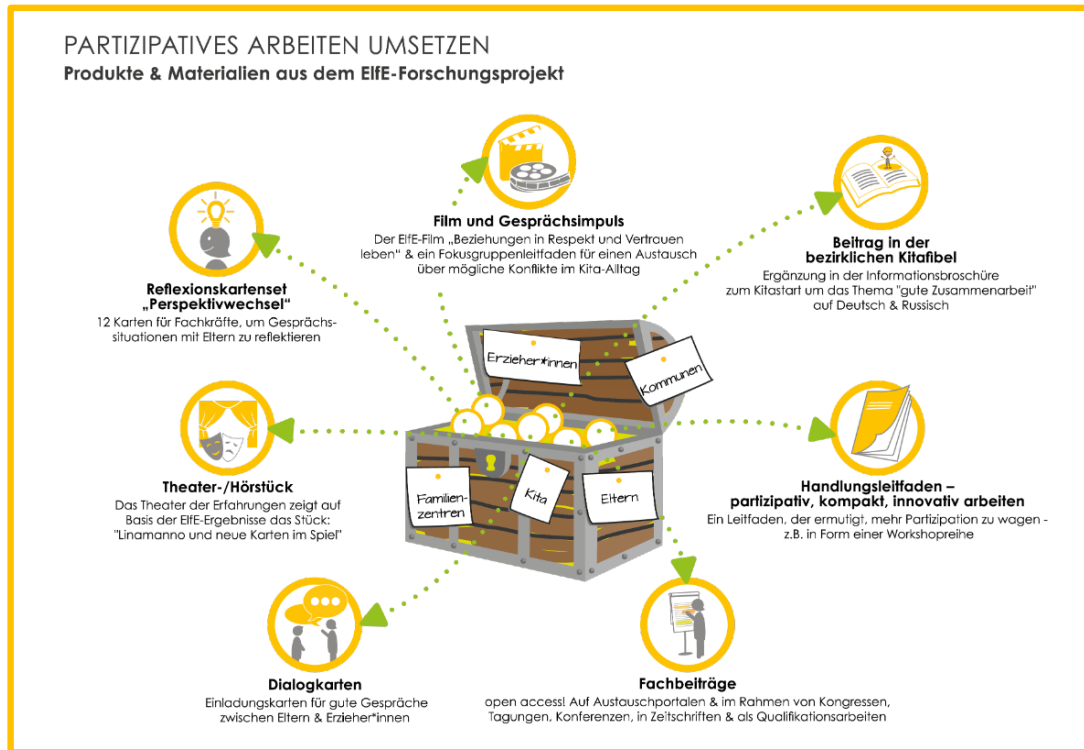 PARTIZIPATIVES ARBEITEN UMSETZEN
Produkte & Materialien aus dem ElfE-Forschungsprojekt
Film und Gesprächsimpuls
Der ElfE-Film „Beziehungen in Respekt und Vertrauen
leben“ & ein Fokusgruppenleitfaden für einen Austausch
über mögliche Konflikte im Kita-Alltag
Beitrag in der
bezirklichen Kitafibel
Ergänzung in der Informationsbroschüre
zum Kitastart um das Thema "gute Zusammenarbeit"
auf Deutsch & Russisch
Reflexionskartenset
„Perspektivwechsel“
12 Karten für Fachkräfte, um Gesprächs-
situationen mit Eltern zu reflektieren
Erzieher*innen
Kommunen
Familien-
zentren
Kita
Eltern
Theater-/Hörstück
Das Theater der Erfahrungen zeigt auf
Basis der ElfE-Ergebnisse das Stück:
"Linamanno und neue Karten im Spiel"
Handlungsleitfaden –
partizipativ, kompakt, innovativ arbeiten
Ein Leitfaden, der ermutigt, mehr Partizipation zu wagen -
z.B. in Form einer Workshopreihe
Dialogkarten
Einladungskarten für gute Gespräche
zwischen Eltern & Erzieher*innen
Fachbeiträge
open access! Auf Austauschportalen & im Rahmen von Kongressen,
Tagungen, Konferenzen, in Zeitschriften & als Qualifikationsarbeiten